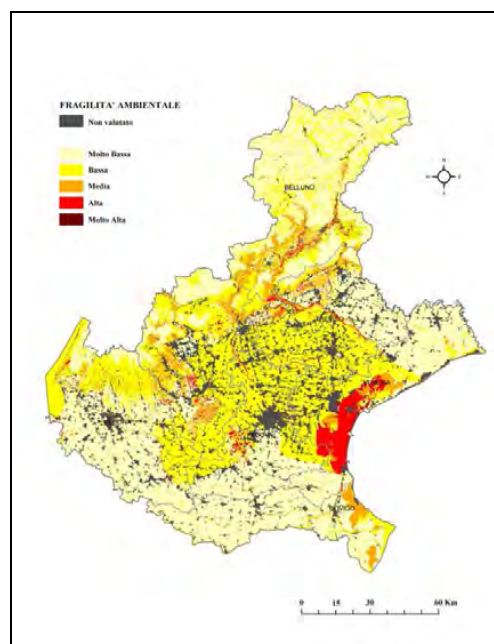 FRAGILITA' AMBIENTALE
Non valutato
Molto Bassa
Bassa
Media
Alta
Molto Alta
BELLUNO
N
S
0 15 30 60 Km